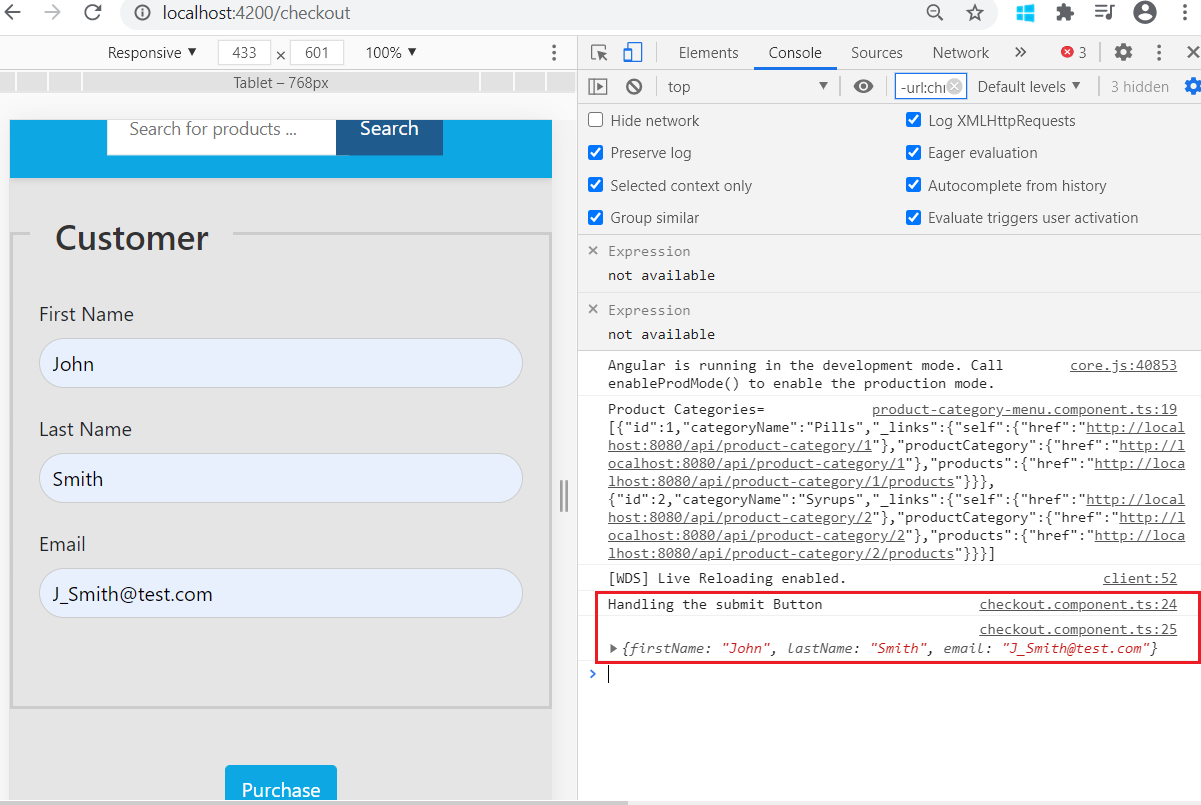 localhost:4200/checkout
Responsive ▼ 433 × 601 100% ▼
Tablet – 768px
Search for products ... Search
Customer
First Name
John
Last Name
Smith
Email
J_Smith@test.com
Purchase
Elements Console Sources Network » 3
top ▼ -url:chr Default levels ▼ 3 hidden
Hide network Log XMLHttpRequests
Preserve log Eager evaluation
Selected context only Autocomplete from history
Group similar Evaluate triggers user activation
× Expression
not available
× Expression
not available
Angular is running in the development mode. Call core.js:40853
enableProdMode() to enable the production mode.
Product Categories= product-category-menu.component.ts:19
[{"id":1,"categoryName":"Pills","_links":{"self":{"href":"http://local
host:8080/api/product-category/1"},"productCategory":{"href":"http://l
ocalhost:8080/api/product-category/1"},"products":{"href":"http://loca
lhost:8080/api/product-category/1/products"}}},
{"id":2,"categoryName":"Syrups","_links":{"self":{"href":"http://local
host:8080/api/product-category/2"},"productCategory":{"href":"http://l
ocalhost:8080/api/product-category/2"},"products":{"href":"http://loca
lhost:8080/api/product-category/2/products"}}}]
[WDS] Live Reloading enabled. client:52
Handling the submit Button checkout.component.ts:24
checkout.component.ts:25
▶ {firstName: "John", lastName: "Smith", email: "J_Smith@test.com"}
>